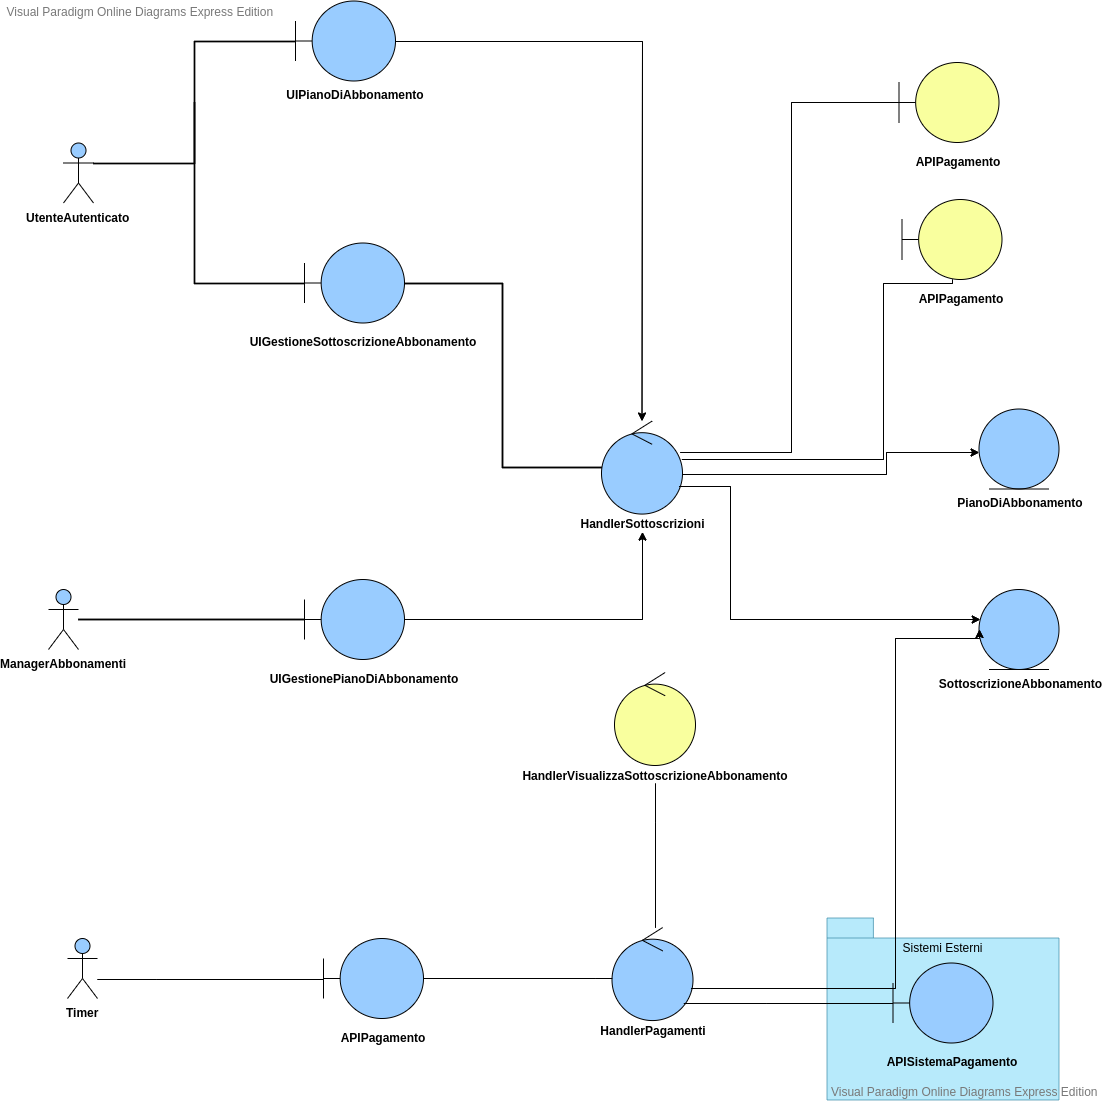 Visual Paradigm Online Diagrams Express Edition
UIPianoDiAbbonamento
APIPagamento
UtenteAutenticato
APIPagamento
UIGestioneSottoscrizioneAbbonamento
PianoDiAbbonamento
HandlerSottoscrizioni
ManagerAbbonamenti
UIGestionePianoDiAbbonamento
SottoscrizioneAbbonamento
HandlerVisualizzaSottoscrizioneAbbonamento
Sistemi Esterni
Timer
APIPagamento
HandlerPagamenti
APISistemaPagamento
Visual Paradigm Online Diagrams Express Edition